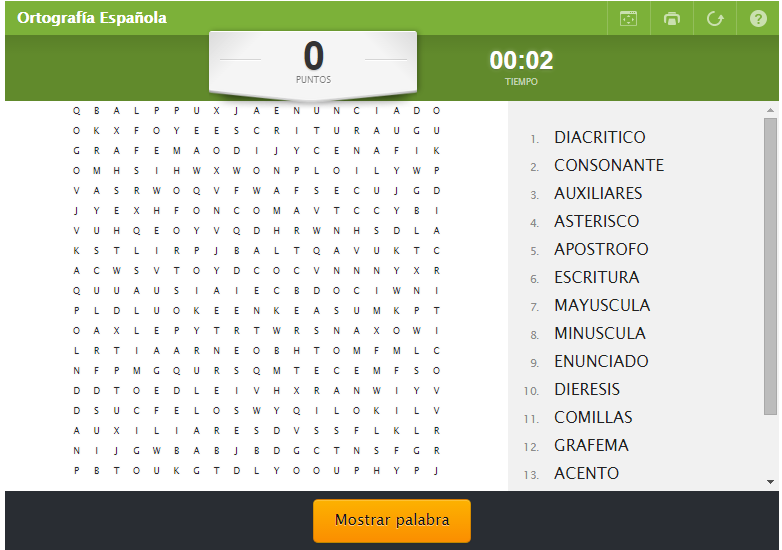 Ortografía Española
0
PUNTOS
00:02
TIEMPO
Q B A L P P U X J A E N U N C I A D O
O K X F O Y E E S C R I T U R A U G U
G R A F E M A O D I J Y C E N A F I K
O M H S I H W X W O N P L O I L Y W P
V A S R W O Q V F W A F S E C U J G D
J Y E X H F O N C O M A V T C C Y B I
V U H Q E O Y V Q D H R W N H S D L A
K S T L I R P J B A L T Q A V U K T C
A C W S V T O Y D C O C V N N N Y X R
Q U U A U S I A I E C B D O C I W N I
P L D L U O K E E N K E A S U M K P T
O A X L E P Y T R T W R S N A X O W I
L R T I A A R N E O B H T O M F M L C
N F P M G Q U R S Q M T E C E M F S O
D D T O E D L E I V H X R A N W I Y V
D S U C F E L O S W Y Q I L O K I L V
A U X I L I A R E S D V S S F L K L R
N I J G W B A B J B D G C T N S F G R
P B T O U K G T D L Y O O U P H Y P J
1. DIACRITICO
2. CONSONANTE
3. AUXILIARES
4. ASTERISCO
5. APOSTROFO
6. ESCRITURA
7. MAYUSCULA
8. MINUSCULA
9. ENUNCIADO
10. DIERESIS
11. COMILLAS
12. GRAFEMA
13. ACENTO
Mostrar palabra